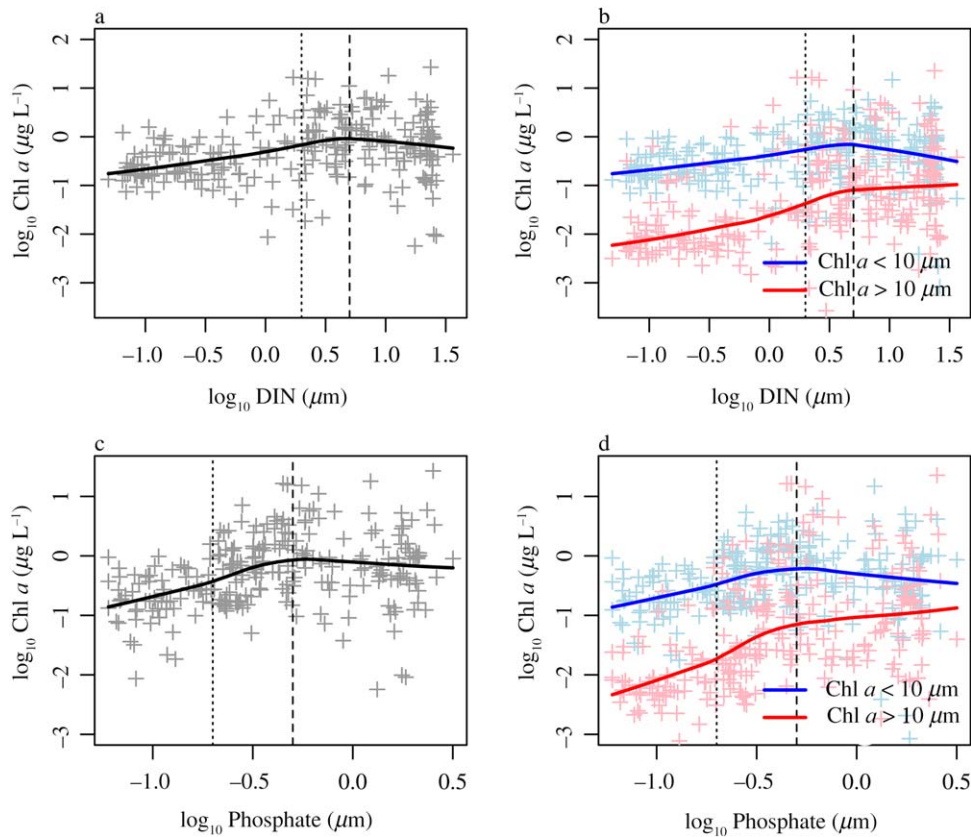 a
2
1
0
−1
−2
−3
log10 Chl a (μg L−1)
−1.0 −0.5 0.0 0.5 1.0 1.5
log10 DIN (μm)
b
2
1
0
−1
−2
−3
log10 Chl a (μg L−1)
Chl a < 10 μm
Chl a > 10 μm
−1.0 −0.5 0.0 0.5 1.0 1.5
log10 DIN (μm)
c
1
0
−1
−2
−3
log10 Chl a (μg L−1)
−1.0 −0.5 0.0 0.5
log10 Phosphate (μm)
d
1
0
−1
−2
−3
log10 Chl a (μg L−1)
Chl a < 10 μm
Chl a > 10 μm
−1.0 −0.5 0.0 0.5
log10 Phosphate (μm)